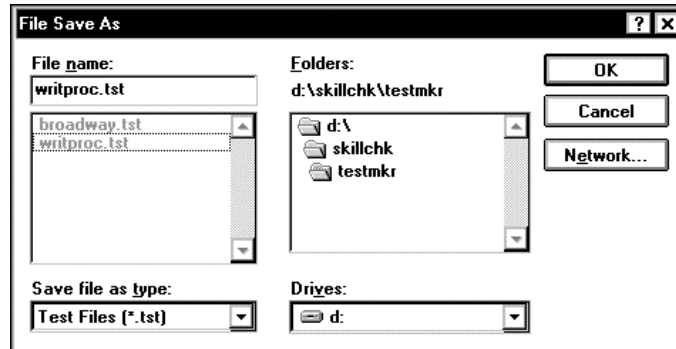 File Save As
File name:
writproc.tst
broadway.tst
writproc.tst
Save file as type:
Test Files (*.tst)
Folders:
d:\skillchk\testmkr
d:\
skillchk
testmkr
Drives:
d:
OK
Cancel
Network...